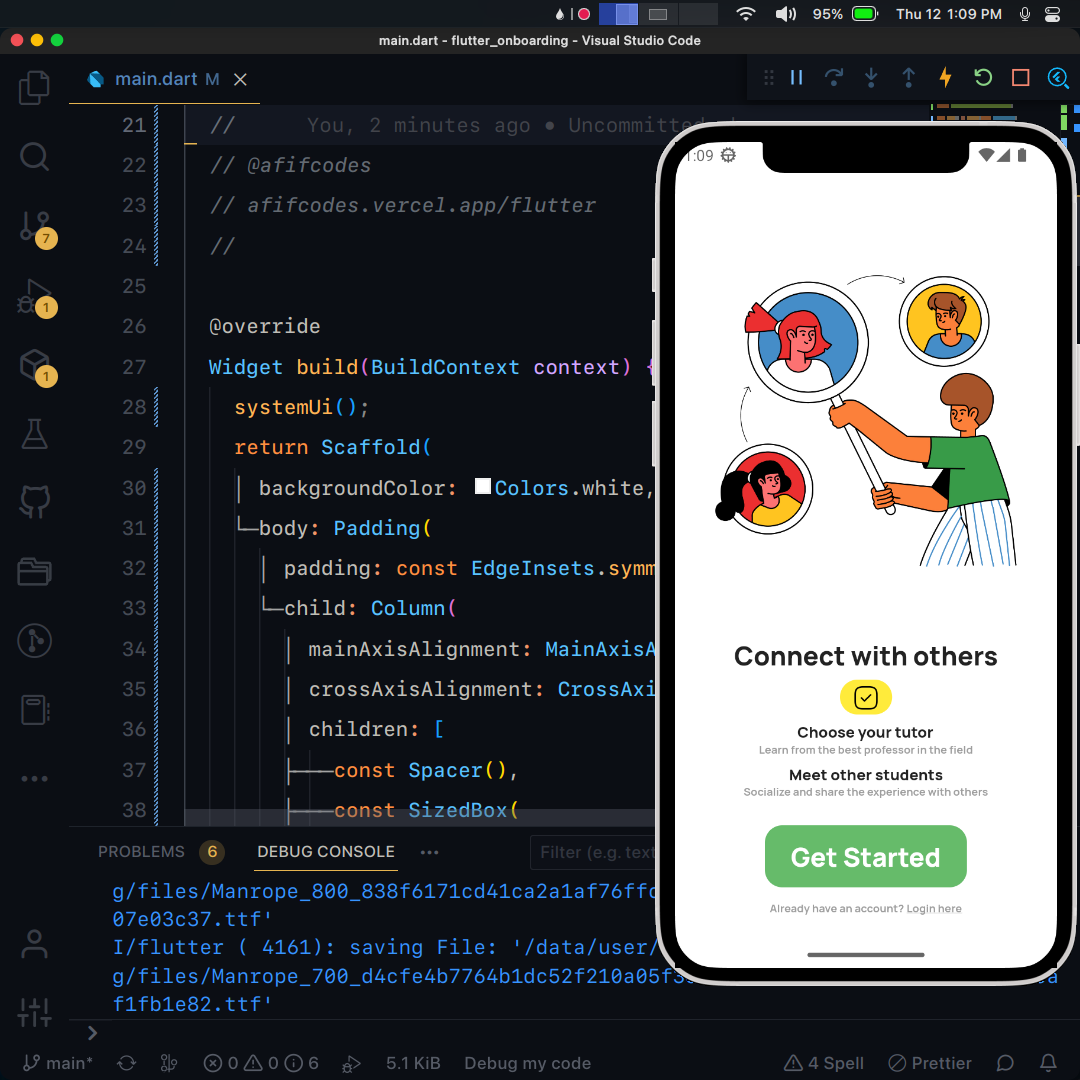 95%
Thu 12 1:09 PM
main.dart - flutter_onboarding - Visual Studio Code
main.dart M
7
1
1
21 // You, 2 minutes ago • Uncommitted
22 // @afifcodes
23 // afifcodes.vercel.app/flutter
24 //
25
26 @override
27 Widget build(BuildContext context) {
28 systemUi();
29 return Scaffold(
30 backgroundColor: Colors.white,
31 body: Padding(
32 padding: const EdgeInsets.symm
33 child: Column(
34 mainAxisAlignment: MainAxisA
35 crossAxisAlignment: CrossAxi
36 children: [
37 const Spacer(),
38 const SizedBox(
PROBLEMS 6 DEBUG CONSOLE
Filter (e.g. text
g/files/Manrope_800_838f6171cd41ca2a1af76ffc
07e03c37.ttf'
I/flutter ( 4161): saving File: '/data/user/
g/files/Manrope_700_d4cfe4b7764b1dc52f210a05f3
f1fb1e82.ttf'
main* 0 0 6 5.1 KiB Debug my code 4 Spell Prettier
1:09
Connect with others
Choose your tutor
Learn from the best professor in the field
Meet other students
Socialize and share the experience with others
Get Started
Already have an account? Login here